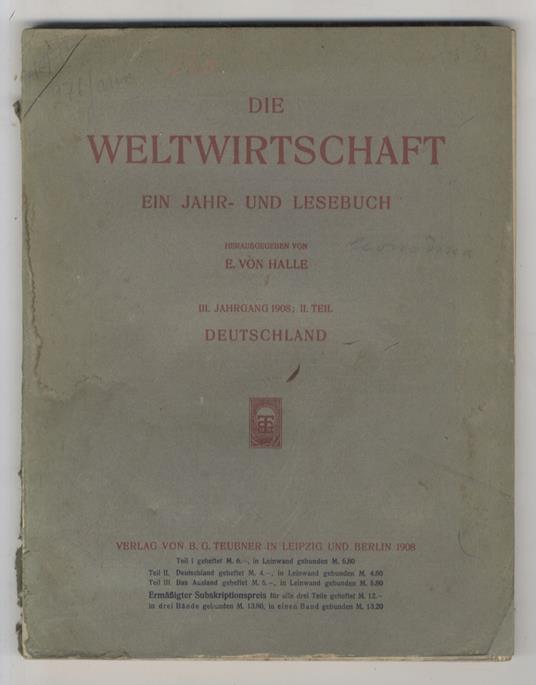 DIE
WELTWIRTSCHAFT
EIN JAHR- UND LESEBUCH
HERAUSGEGEBEN VON
E. VON HALLE
III. JAHRGANG 1908; II. TEIL
DEUTSCHLAND
VERLAG VON B. G. TEUBNER IN LEIPZIG UND BERLIN 1908
Teil I geheftet M. 6.–, in Leinwand gebunden M. 6.80
Teil II. Deutschland geheftet M. 4.–, in Leinwand gebunden M. 4.60
Teil III. Das Ausland geheftet M. 5.–, in Leinwand gebunden M. 5.80
Ermäßigter Subskriptionspreis für alle drei Teile geheftet M. 12.–
in drei Bände gebunden M. 13.80, in einen Band gebunden M. 13.20